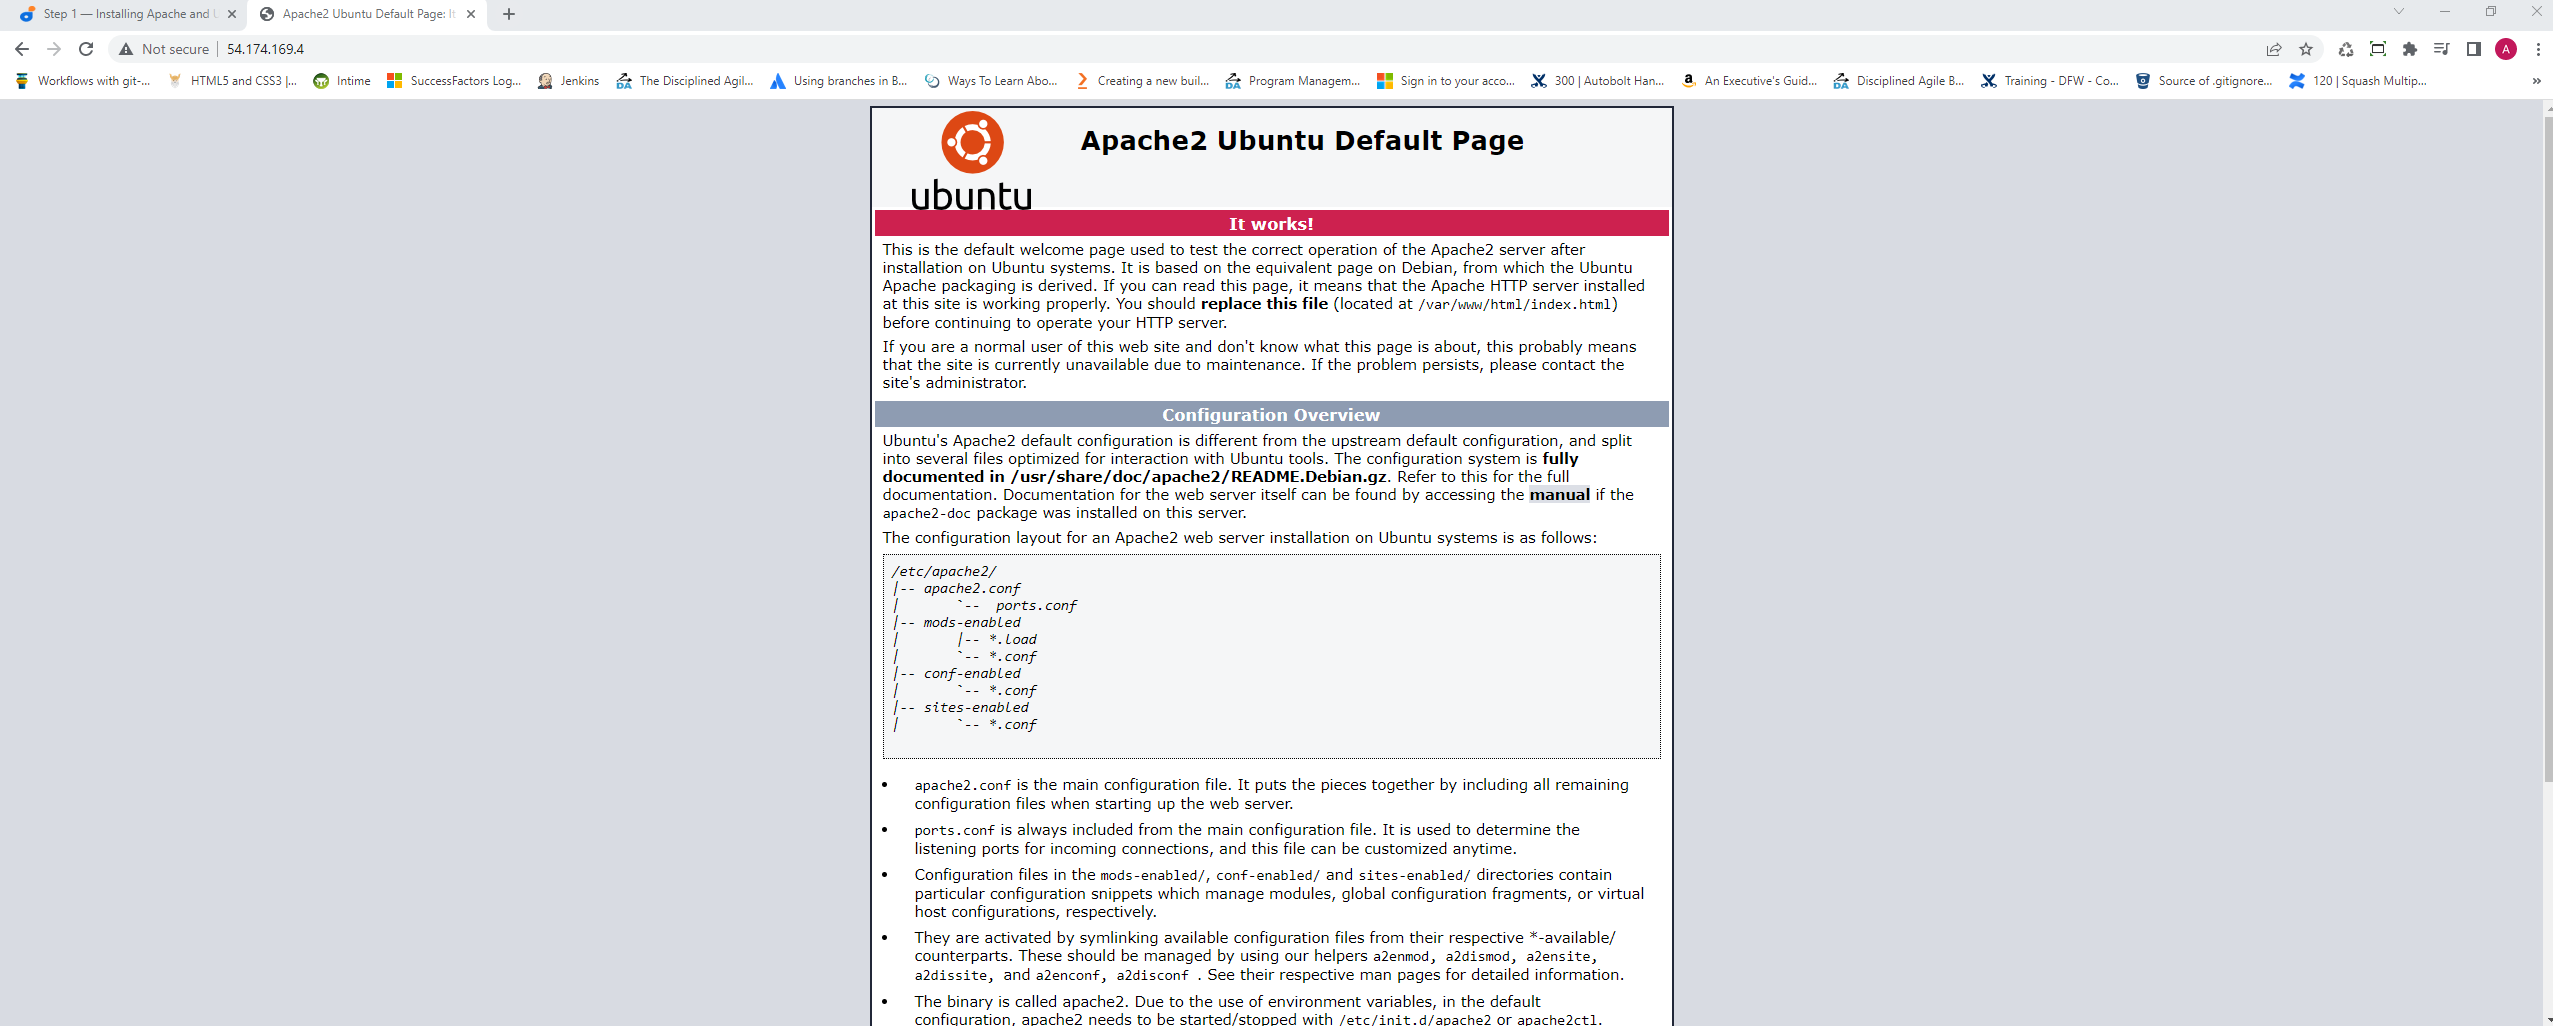 Step 1 — Installing Apache and U
Apache2 Ubuntu Default Page: It
Not secure
54.174.169.4
A
Workflows with git-...
HTML5 and CSS3 |...
Intime
SuccessFactors Log...
Jenkins
The Disciplined Agil...
Using branches in B...
Ways To Learn Abo...
Creating a new buil...
Program Managem...
Sign in to your acco...
300 | Autobolt Han...
An Executive's Guid...
Disciplined Agile B...
Training - DFW - Co...
Source of .gitignore...
120 | Squash Multip...
»
ubuntu
Apache2 Ubuntu Default Page
It works!
This is the default welcome page used to test the correct operation of the Apache2 server after
installation on Ubuntu systems. It is based on the equivalent page on Debian, from which the Ubuntu
Apache packaging is derived. If you can read this page, it means that the Apache HTTP server installed
at this site is working properly. You should replace this file (located at /var/www/html/index.html)
before continuing to operate your HTTP server.
If you are a normal user of this web site and don't know what this page is about, this probably means
that the site is currently unavailable due to maintenance. If the problem persists, please contact the
site's administrator.
Configuration Overview
Ubuntu's Apache2 default configuration is different from the upstream default configuration, and split
into several files optimized for interaction with Ubuntu tools. The configuration system is fully
documented in /usr/share/doc/apache2/README.Debian.gz. Refer to this for the full
documentation. Documentation for the web server itself can be found by accessing the manual if the
apache2-doc package was installed on this server.
The configuration layout for an Apache2 web server installation on Ubuntu systems is as follows:
/etc/apache2/
|-- apache2.conf
|       `--  ports.conf
|-- mods-enabled
|       |-- *.load
|       `-- *.conf
|-- conf-enabled
|       `-- *.conf
|-- sites-enabled
|       `-- *.conf
• apache2.conf is the main configuration file. It puts the pieces together by including all remaining
configuration files when starting up the web server.
• ports.conf is always included from the main configuration file. It is used to determine the
listening ports for incoming connections, and this file can be customized anytime.
• Configuration files in the mods-enabled/, conf-enabled/ and sites-enabled/ directories contain
particular configuration snippets which manage modules, global configuration fragments, or virtual
host configurations, respectively.
• They are activated by symlinking available configuration files from their respective *-available/
counterparts. These should be managed by using our helpers a2enmod, a2dismod, a2ensite,
a2dissite, and a2enconf, a2disconf . See their respective man pages for detailed information.
• The binary is called apache2. Due to the use of environment variables, in the default
configuration, apache2 needs to be started/stopped with /etc/init.d/apache2 or apache2ctl.